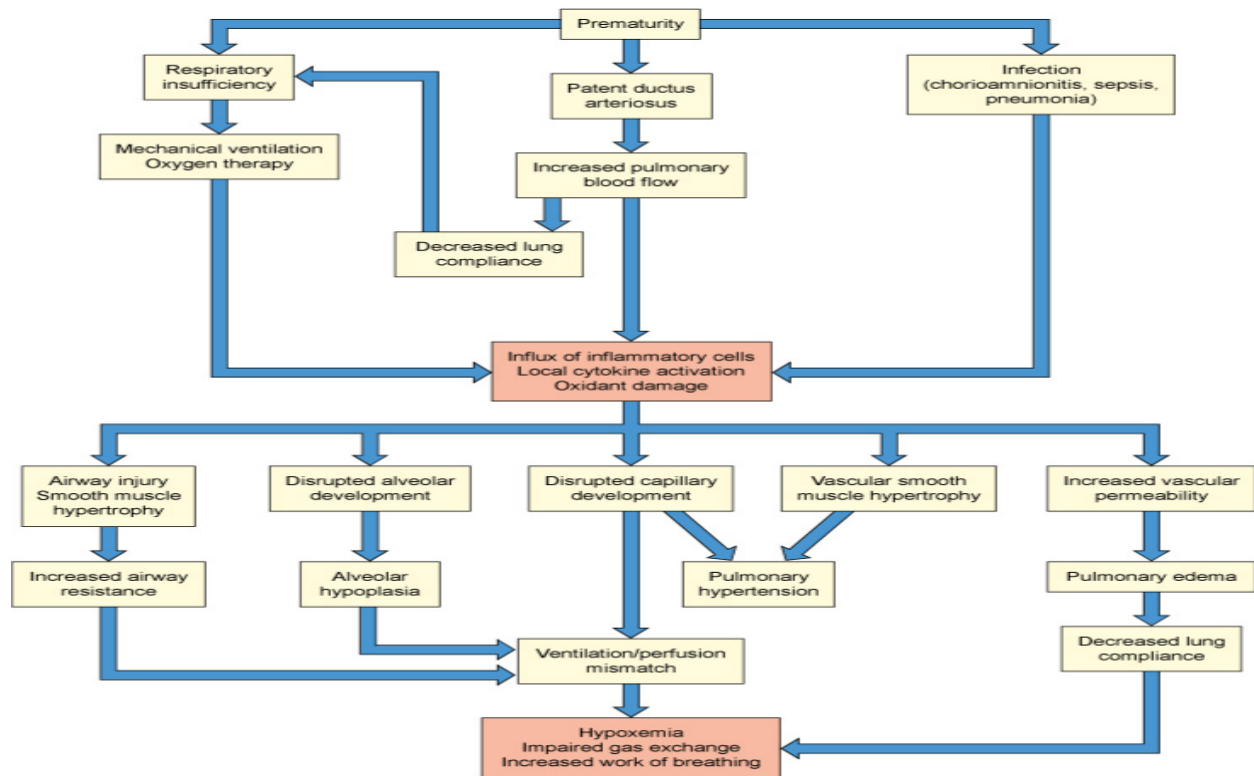 Prematurity
Respiratory
insufficiency
Patent ductus
arteriosus
Infection
(chorioamnionitis, sepsis,
pneumonia)
Mechanical ventilation
Oxygen therapy
Increased pulmonary
blood flow
Decreased lung
compliance
Influx of inflammatory cells
Local cytokine activation
Oxidant damage
Airway injury
Smooth muscle
hypertrophy
Disrupted alveolar
development
Disrupted capillary
development
Vascular smooth
muscle hypertrophy
Increased vascular
permeability
Increased airway
resistance
Alveolar
hypoplasia
Pulmonary
hypertension
Pulmonary edema
Ventilation/perfusion
mismatch
Decreased lung
compliance
Hypoxemia
Impaired gas exchange
Increased work of breathing